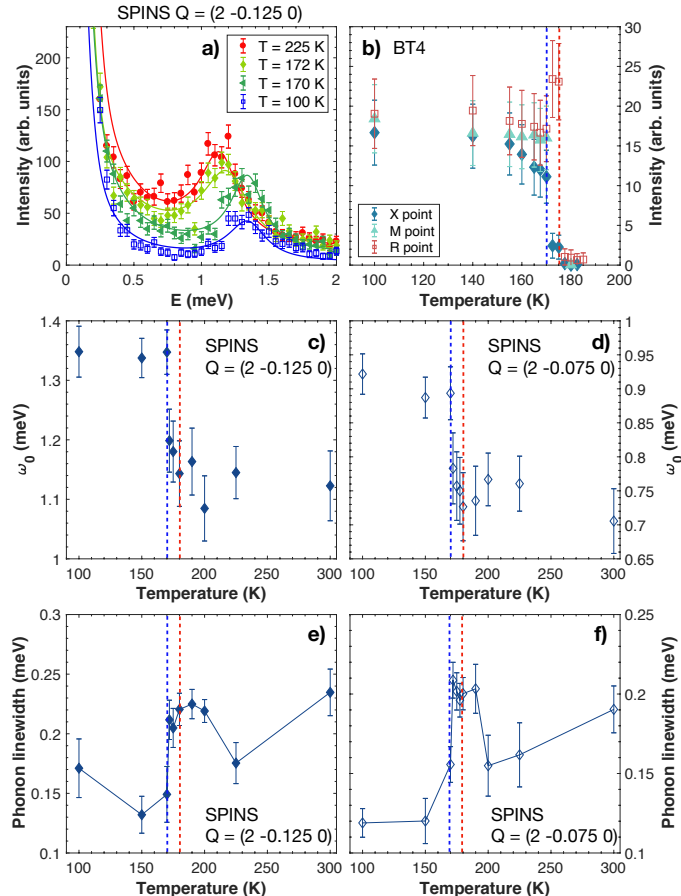 SPINS Q = (2 -0.125 0)
a)
T = 225 K
T = 172 K
T = 170 K
T = 100 K
Intensity (arb. units)
200
150
100
50
0
0 0.5 1 1.5 2
E (meV)
b)
BT4
X point
M point
R point
Intensity (arb. units)
30
25
20
15
10
5
0
100 120 140 160 180 200
Temperature (K)
c)
SPINS
Q = (2 -0.125 0)
ω0 (meV)
1.4
1.3
1.2
1.1
1
100 150 200 250 300
Temperature (K)
d)
SPINS
Q = (2 -0.075 0)
ω0 (meV)
1
0.95
0.9
0.85
0.8
0.75
0.7
0.65
100 150 200 250 300
Temperature (K)
e)
SPINS
Q = (2 -0.125 0)
Phonon linewidth (meV)
0.3
0.25
0.2
0.15
0.1
100 150 200 250 300
Temperature (K)
f)
SPINS
Q = (2 -0.075 0)
Phonon linewidth (meV)
0.25
0.2
0.15
0.1
100 150 200 250 300
Temperature (K)